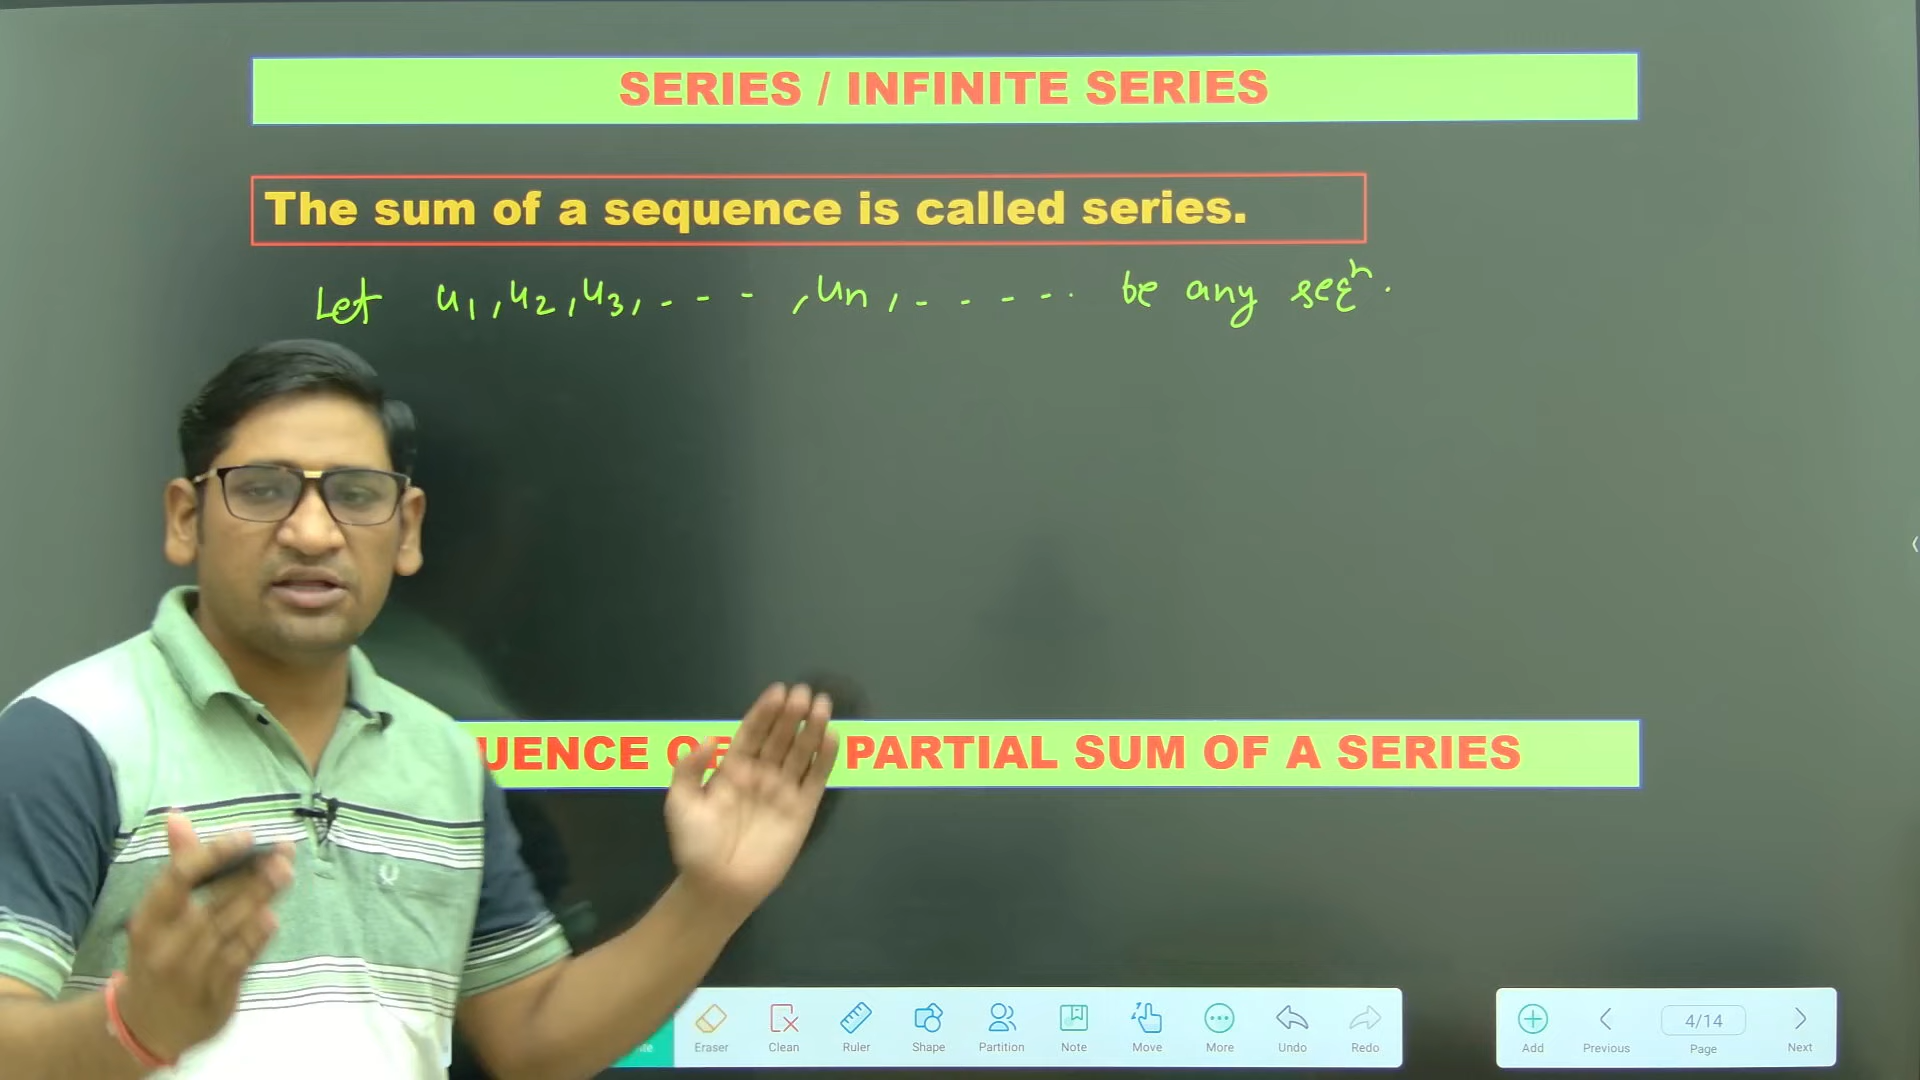 SERIES / INFINITE SERIES
The sum of a sequence is called series.
Let u1, u2, u3, - - - , un, - - - - - be any seqn.
PARTIAL SUM OF A SERIES
Eraser Clean Ruler Shape Partition Note Move More Undo Redo
4/14
Add Previous Page Next